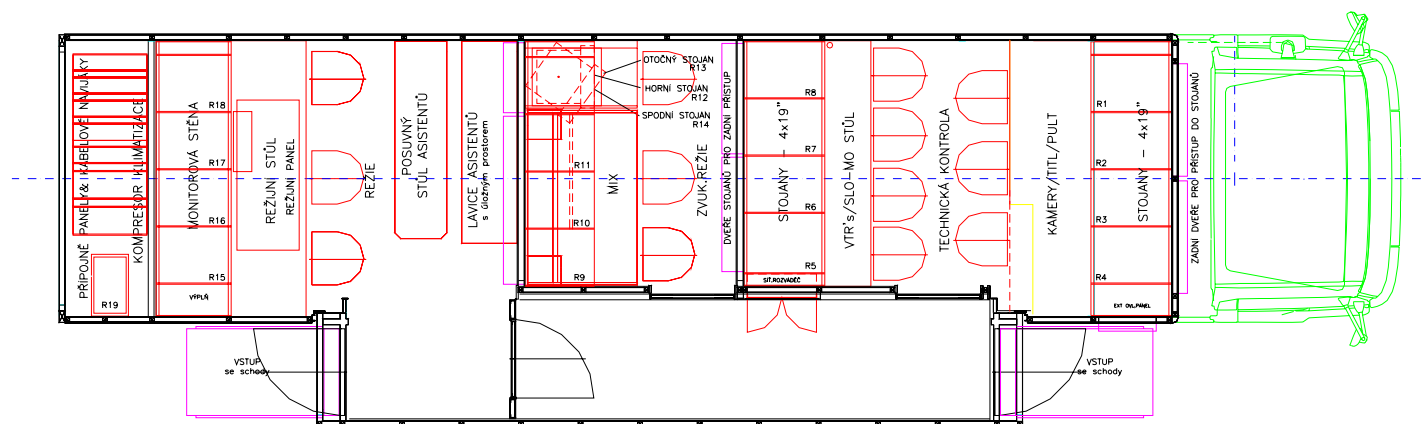 PŘÍPOJNÉ PANELY & KABELOVÉ NAVIJÁKY
KOMPRESOR KLIMATIZACE
R19
MONITOROVÁ STĚNA
R18
R17
R16
R15
VÝPLŇ
REŽIJNI STŮL
REŽIJNI PANEL
REŽIE
POSUVNÝ
STŮL ASISTENTŮ
LAVICE ASISTENTŮ
s úložným prostorem
OTOČNÝ STOJAN
R13
HORNÍ STOJAN
R12
SPODNÍ STOJAN
R14
R11
R10
R9
MIX
ZVUK.REŽIE
DVEŘE STOJANŮ PRO ZADNÍ PŘÍSTUP
STOJANY – 4x19"
R8
R7
R6
R5
SÍŤ.ROZVADĚČ
VTR's/SLO-MO STŮL
TECHNICKÁ KONTROLA
KAMERY/TITL/PULT
R1
R2
R3
R4
STOJANY – 4x19"
EXT OVL.PANEL
ZADNÍ DVEŘE PRO PŘÍSTUP DO STOJANŮ
VSTUP
se schody
VSTUP
se schody